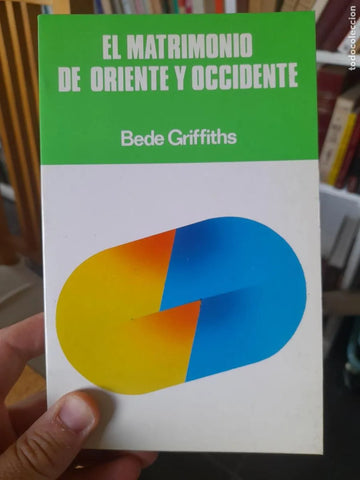 EL MATRIMONIO
DE ORIENTE Y OCCIDENTE
Bede Griffiths
todocoleccion